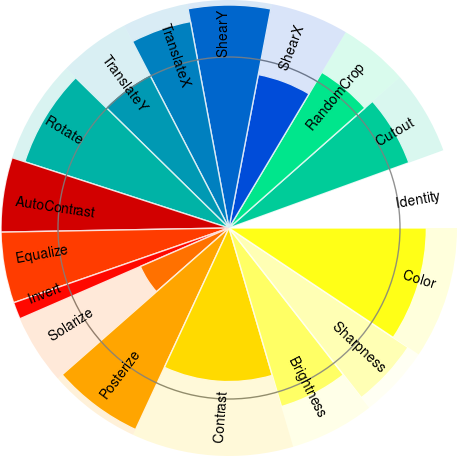 ShearY
ShearX
RandomCrop
Cutout
Identity
Color
Sharpness
Brightness
Contrast
Posterize
Solarize
Invert
Equalize
AutoContrast
Rotate
TranslateY
TranslateX